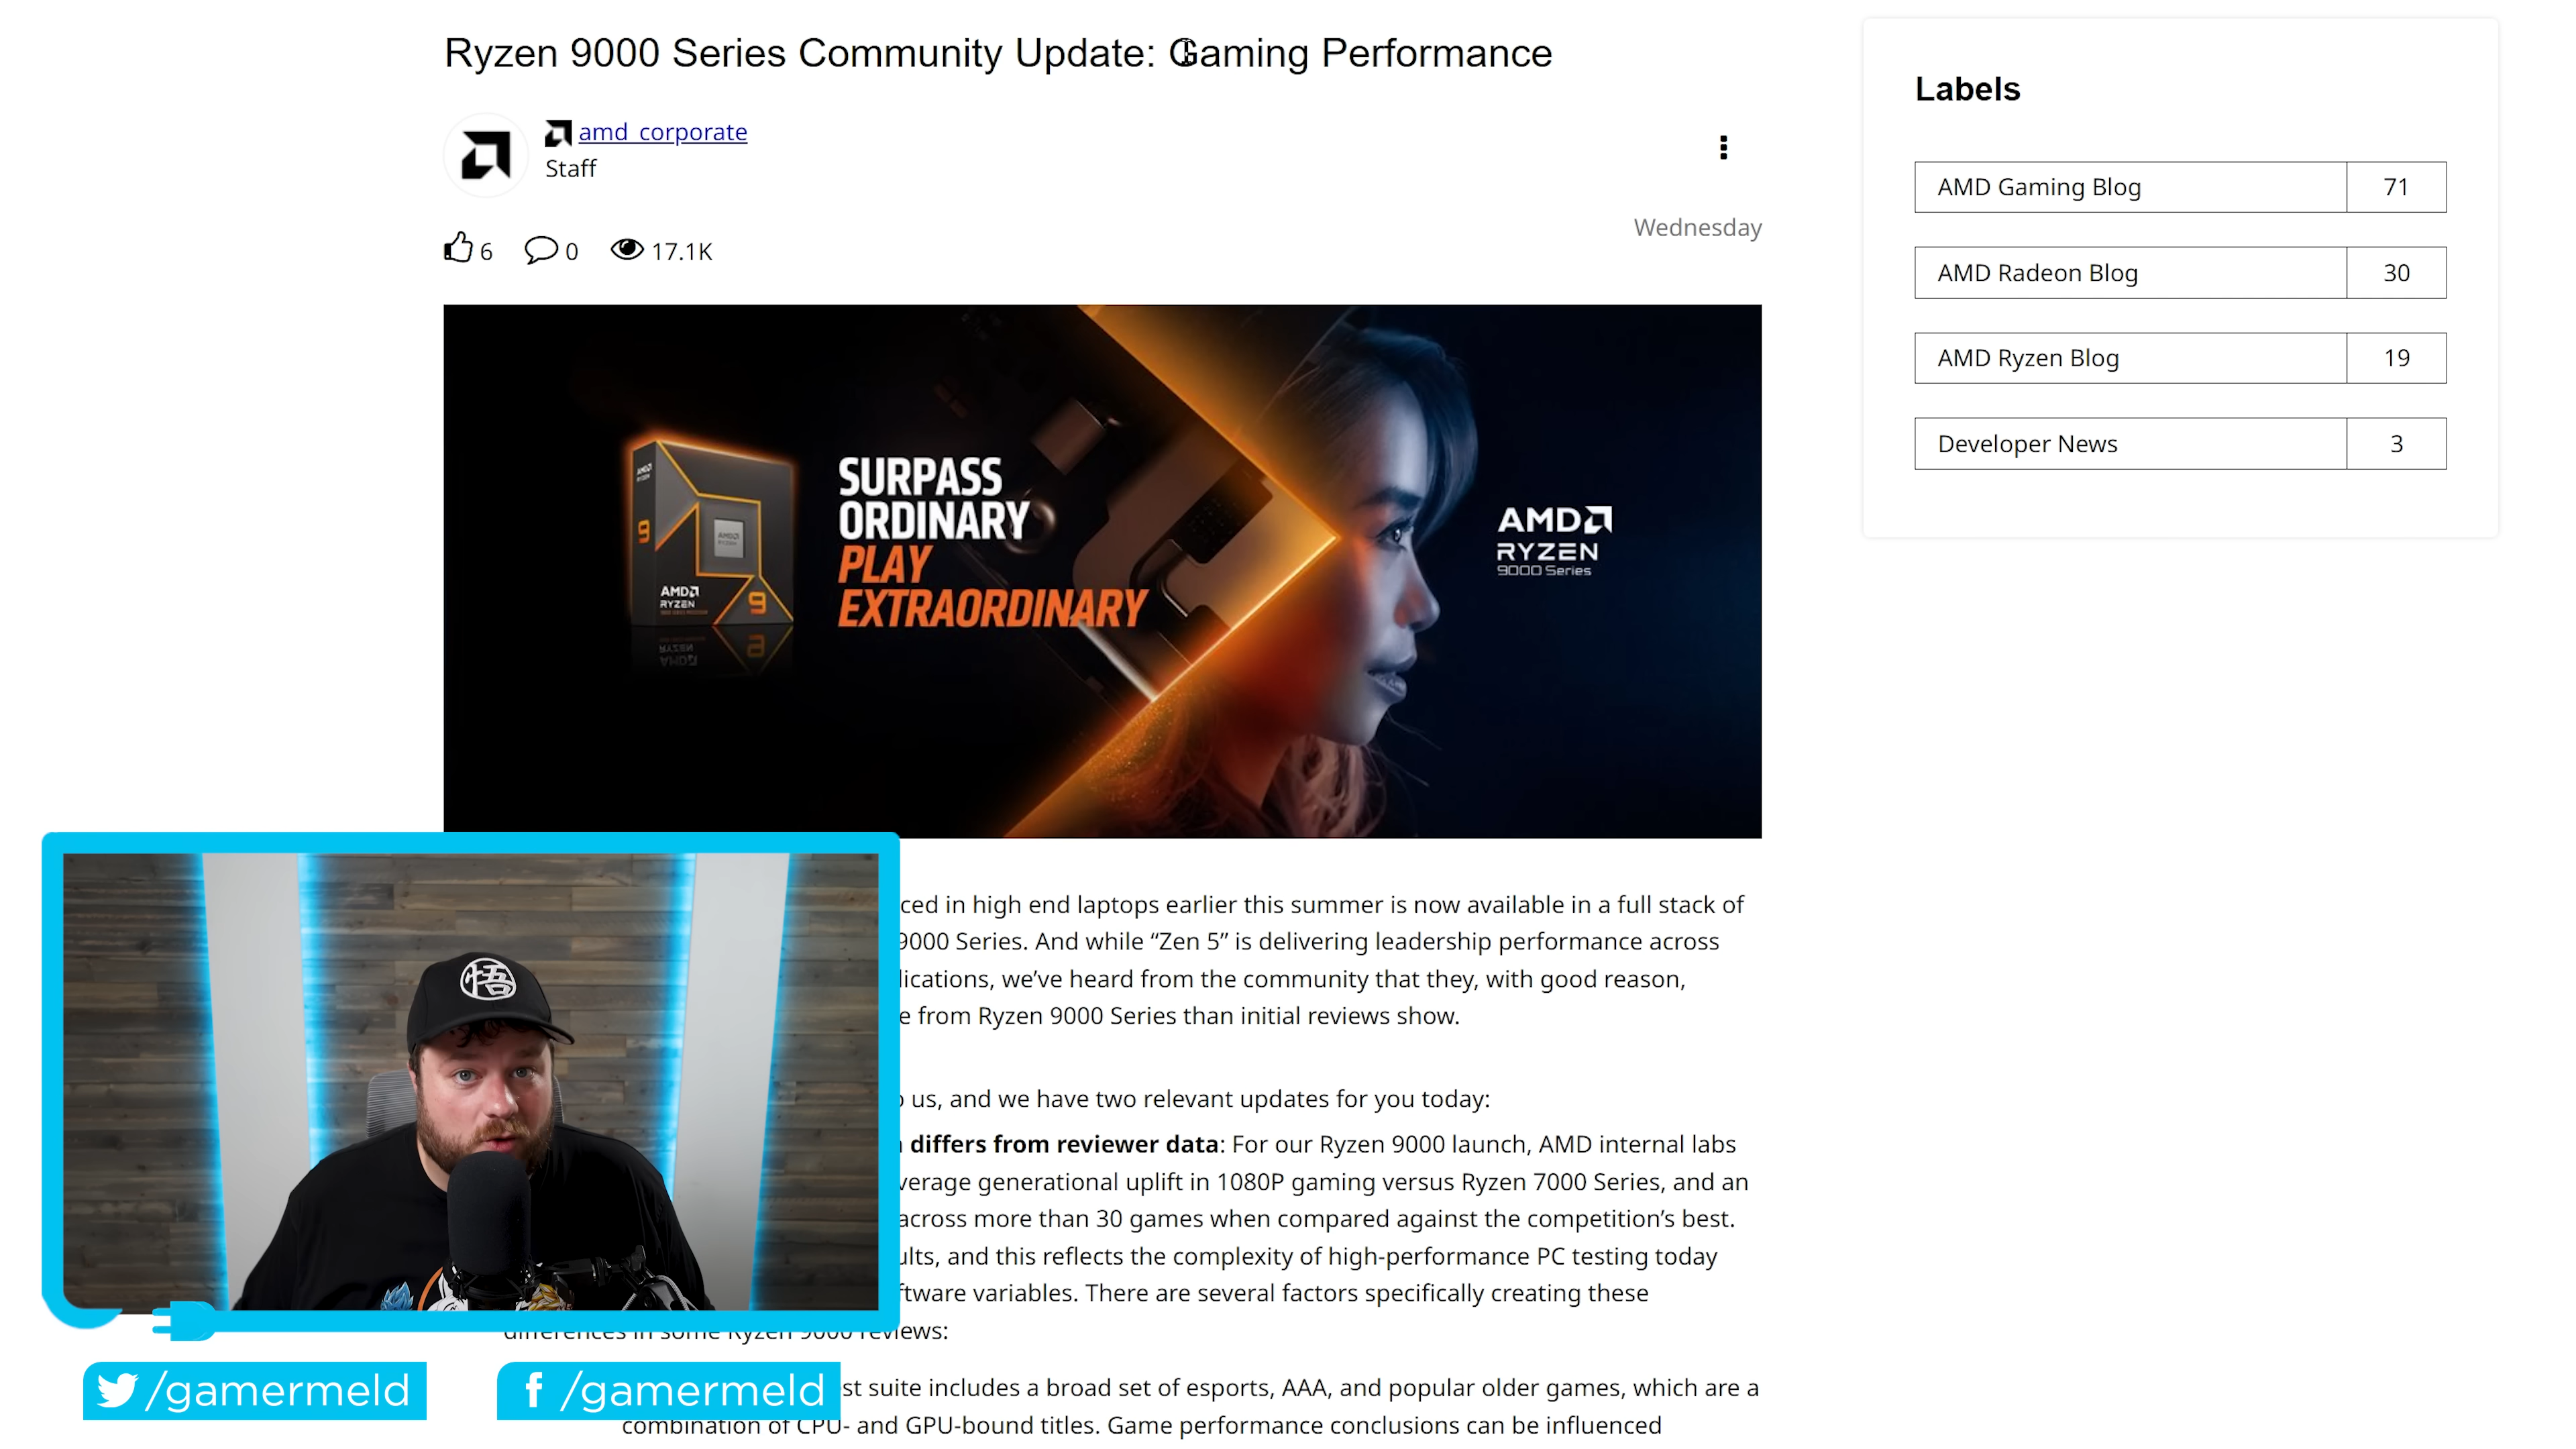 Ryzen 9000 Series Community Update: Gaming Performance
amd_corporate
Staff
Wednesday
6 0 17.1K
SURPASS
ORDINARY
PLAY
EXTRAORDINARY
AMD
RYZEN
9000 Series
AMD
RYZEN
9
9
ced in high end laptops earlier this summer is now available in a full stack of
9000 Series. And while “Zen 5” is delivering leadership performance across
lications, we’ve heard from the community that they, with good reason,
e from Ryzen 9000 Series than initial reviews show.
us, and we have two relevant updates for you today:
differs from reviewer data: For our Ryzen 9000 launch, AMD internal labs
verage generational uplift in 1080P gaming versus Ryzen 7000 Series, and an
across more than 30 games when compared against the competition’s best.
ults, and this reflects the complexity of high-performance PC testing today
ftware variables. There are several factors specifically creating these
differences in some Ryzen 9000 reviews:
st suite includes a broad set of esports, AAA, and popular older games, which are a
combination of CPU- and GPU-bound titles. Game performance conclusions can be influenced
悟
/gamermeld
/gamermeld
Labels
AMD Gaming Blog 71
AMD Radeon Blog 30
AMD Ryzen Blog 19
Developer News 3